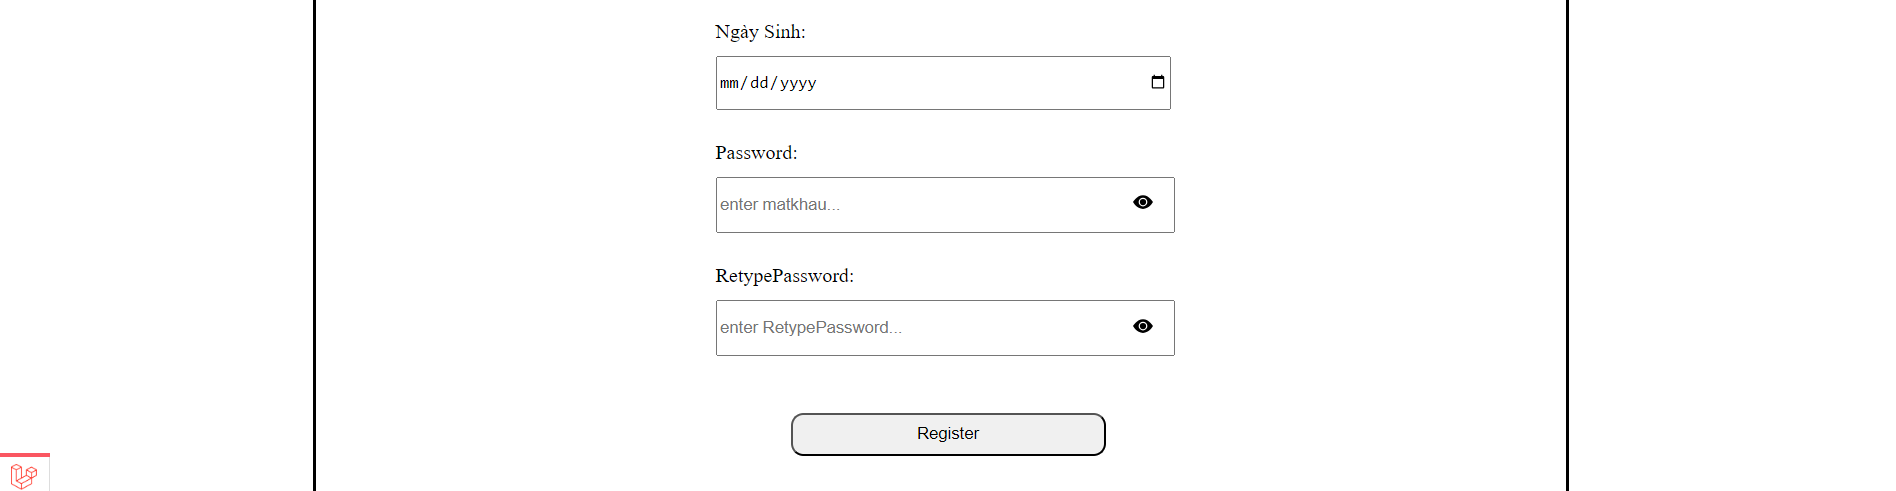 Ngày Sinh:
mm/dd/yyyy
Password:
enter matkhau...
RetypePassword:
enter RetypePassword...
Register